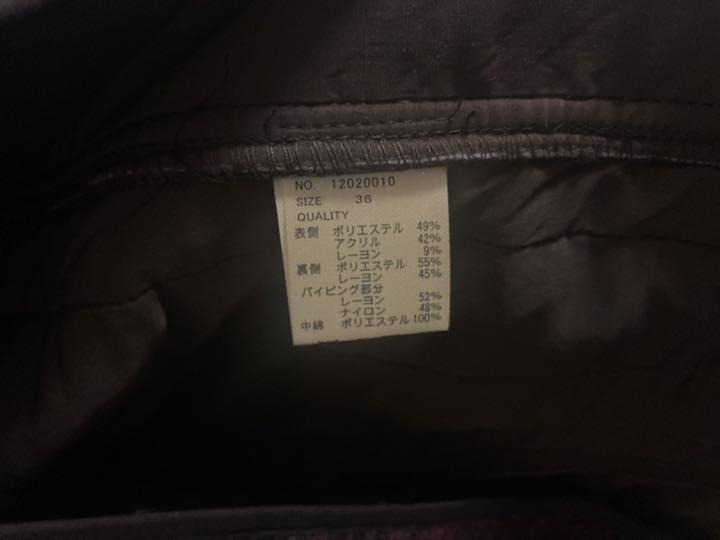 NO. 12020010
SIZE 36
QUALITY
表側 ポリエステル 49%
アクリル 42%
レーヨン 9%
裏側 ポリエステル 55%
レーヨン 45%
パイピング部分
レーヨン 52%
ナイロン 48%
中綿 ポリエステル 100%